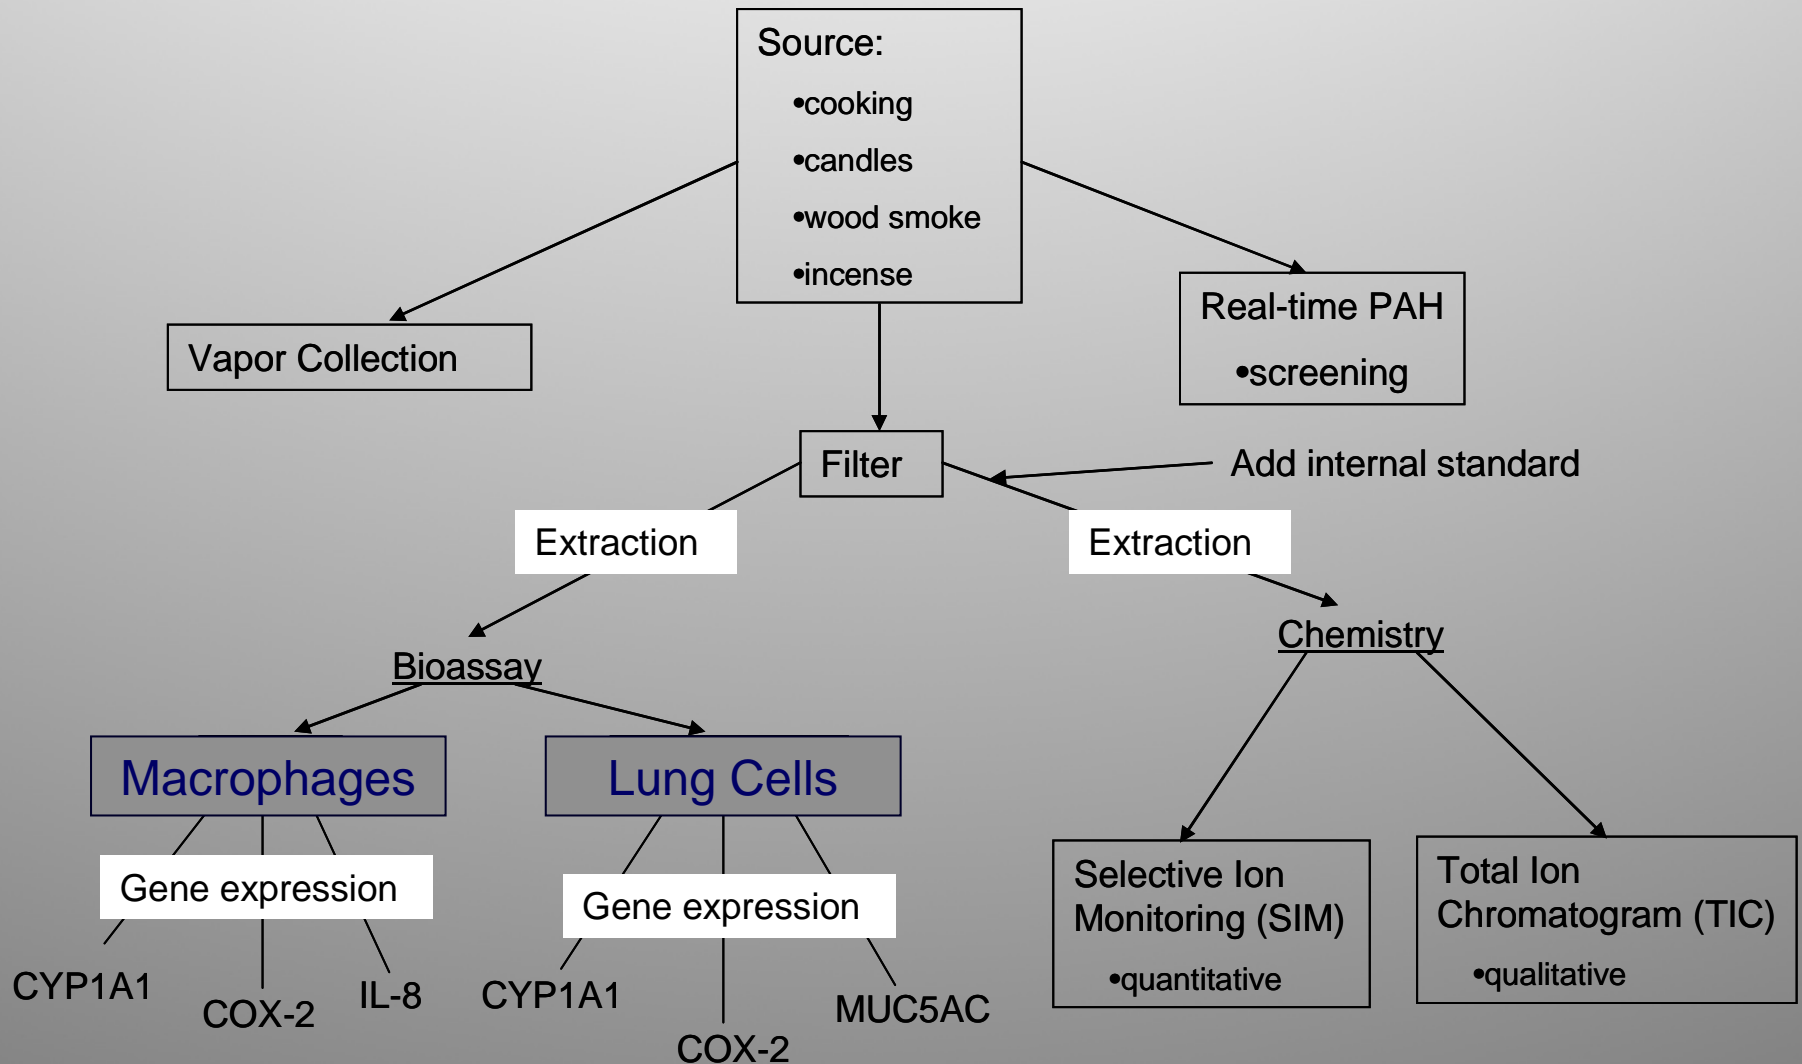 Source:
•cooking
•candles
•wood smoke
•incense
Vapor Collection
Real-time PAH
•screening
Filter
Add internal standard
Extraction
Extraction
Bioassay
Chemistry
Macrophages
Lung Cells
Gene expression
Gene expression
CYP1A1
COX-2
IL-8
CYP1A1
COX-2
MUC5AC
Selective Ion
Monitoring (SIM)
•quantitative
Total Ion
Chromatogram (TIC)
•qualitative